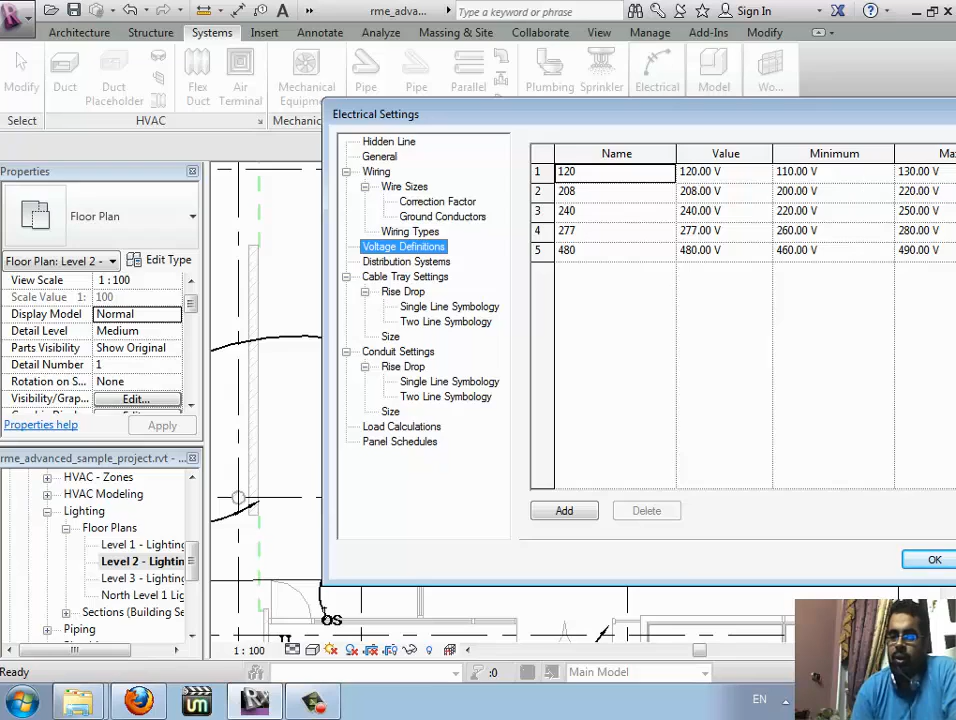 rme_adva...
Type a keyword or phrase
Sign In
Architecture Structure Systems Insert Annotate Analyze Massing & Site Collaborate View Manage Add-Ins Modify
Modify Duct Duct Placeholder Flex Duct Air Terminal Mechanical Equipme Pipe Pipe Parallel Plumbing Sprinkler Electrical Model Wo...
Select HVAC Mechanic
Electrical Settings
Hidden Line
General
Wiring
Wire Sizes
Correction Factor
Ground Conductors
Wiring Types
Voltage Definitions
Distribution Systems
Cable Tray Settings
Rise Drop
Single Line Symbology
Two Line Symbology
Size
Conduit Settings
Rise Drop
Single Line Symbology
Two Line Symbology
Size
Load Calculations
Panel Schedules
Name Value Minimum Max
1 120 120.00 V 110.00 V 130.00 V
2 208 208.00 V 200.00 V 220.00 V
3 240 240.00 V 220.00 V 250.00 V
4 277 277.00 V 260.00 V 280.00 V
5 480 480.00 V 460.00 V 490.00 V
Add Delete
OK
Properties
Floor Plan
Floor Plan: Level 2 - Edit Type
View Scale 1 : 100
Scale Value 1: 100
Display Model Normal
Detail Level Medium
Parts Visibility Show Original
Detail Number 1
Rotation on S... None
Visibility/Grap... Edit...
Properties help Apply
rme_advanced_sample_project.rvt - ...
HVAC - Zones
HVAC Modeling
Lighting
Floor Plans
Level 1 - Lighting
Level 2 - Lightin
Level 3 - Lighting
North Level 1 Lig
Sections (Building Se
Piping
OS
1 : 100
Ready
:0
Main Model
EN